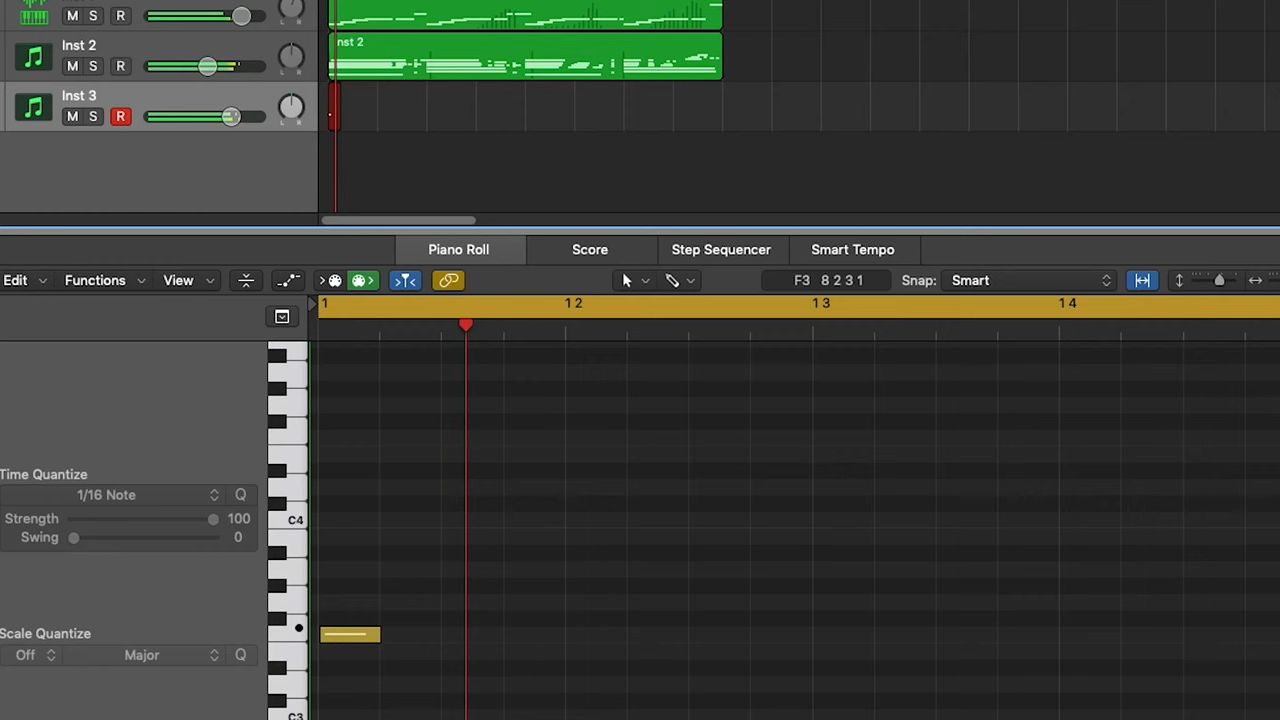 M S R
L R
Inst 2
Inst 2
M S R
L R
Inst 3
M S R
L R
Piano Roll Score Step Sequencer Smart Tempo
Edit Functions View F3 8 2 3 1 Snap: Smart
1 1 2 1 3 1 4
Time Quantize
1/16 Note Q
Strength 100
Swing 0
C4
Scale Quantize
Off Major Q
C3